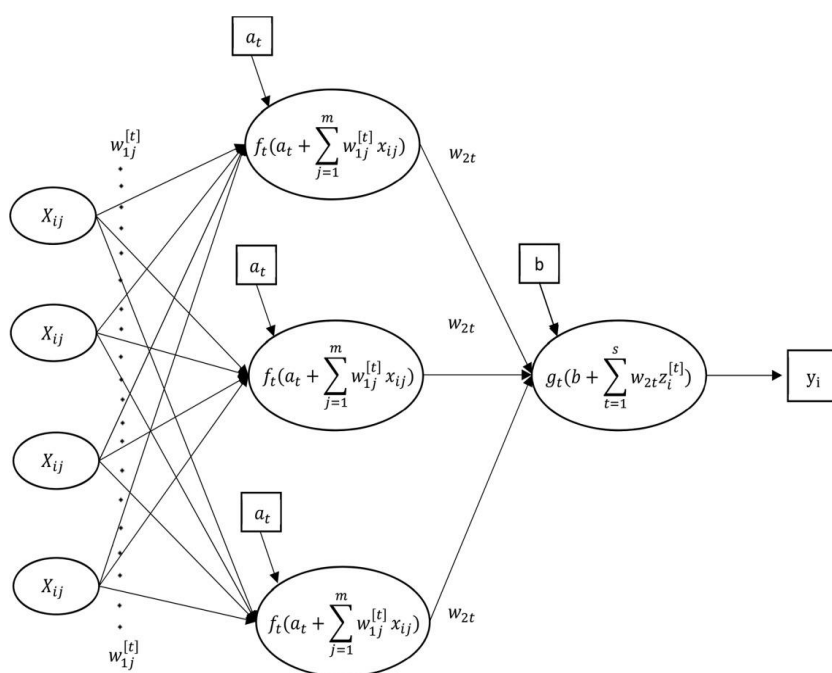 a_t
w_{1j}^{[t]}
f_t(a_t + \sum_{j=1}^{m} w_{1j}^{[t]} x_{ij})
w_{2t}
X_{ij}
a_t
b
X_{ij}
w_{2t}
f_t(a_t + \sum_{j=1}^{m} w_{1j}^{[t]} x_{ij})
g_t(b + \sum_{t=1}^{s} w_{2t} z_i^{[t]})
y_i
X_{ij}
a_t
X_{ij}
f_t(a_t + \sum_{j=1}^{m} w_{1j}^{[t]} x_{ij})
w_{2t}
w_{1j}^{[t]}